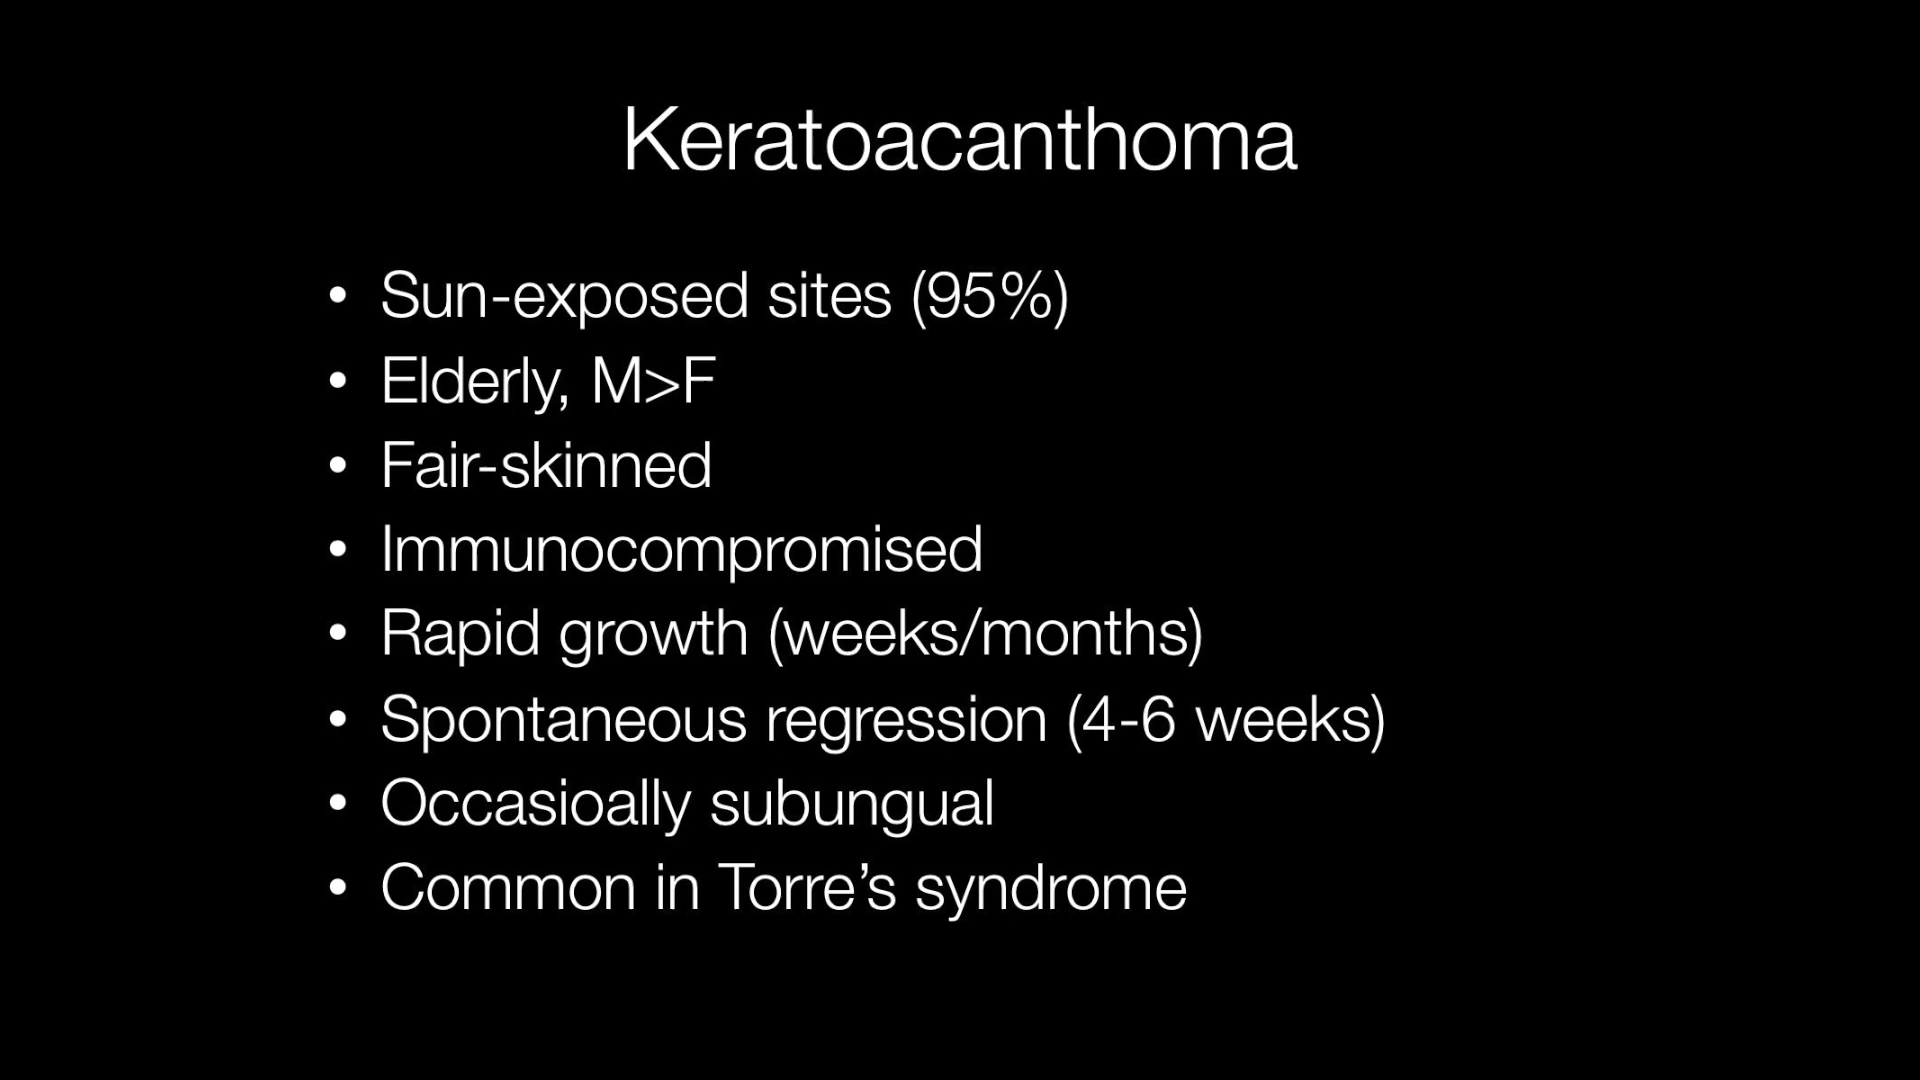 Keratoacanthoma
• Sun-exposed sites (95%)
• Elderly, M>F
• Fair-skinned
• Immunocompromised
• Rapid growth (weeks/months)
• Spontaneous regression (4-6 weeks)
• Occasioally subungual
• Common in Torre’s syndrome